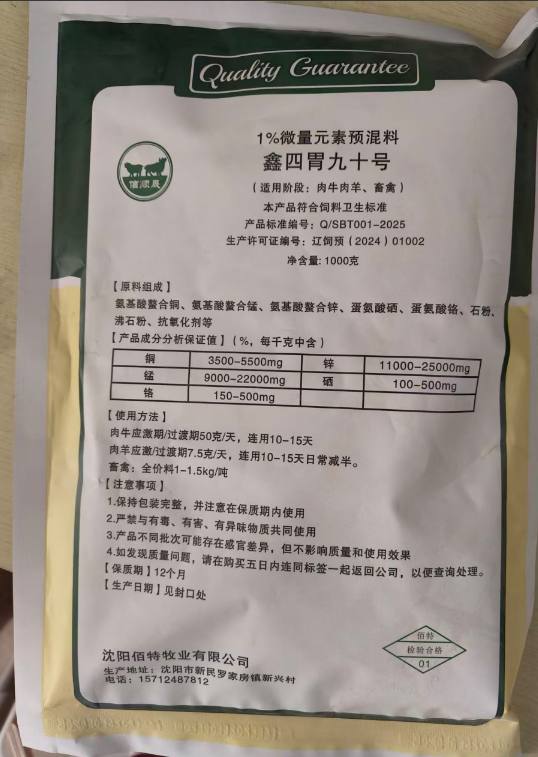 Quality Guarantee
1%微量元素预混料
鑫四胃九十号
（适用阶段：肉牛肉羊、畜禽）
本产品符合饲料卫生标准
产品标准编号：Q/SBT001-2025
生产许可证编号：辽饲预（2024）01002
净含量: 1000克
佰顺晟
【原料组成】
氨基酸螯合铜、氨基酸螯合锰、氨基酸螯合锌、蛋氨酸硒、蛋氨酸铬、石粉、
沸石粉、抗氧化剂等
【产品成分分析保证值】（%，每千克中含）
铜 3500-5500mg 锌 11000-25000mg
锰 9000-22000mg 硒 100-500mg
铬 150-500mg
【使用方法】
肉牛应激期/过渡期50克/天，连用10-15天
肉羊应激/过渡期7.5克/天，连用10-15天日常减半。
畜禽：全价料1-1.5kg/吨
【注意事项】
1.保持包装完整，并注意在保质期内使用
2.严禁与有毒、有害、有异味物质共同使用
3.产品不同批次可能存在感官差异，但不影响质量和使用效果
4.如发现质量问题，请在购买五日内连同标签一起返回公司，以便查询处理。
【保质期】12个月
【生产日期】见封口处
沈阳佰特牧业有限公司
生产地址：沈阳市新民罗家房镇新兴村
电话：15712487812
佰特
检验合格
01